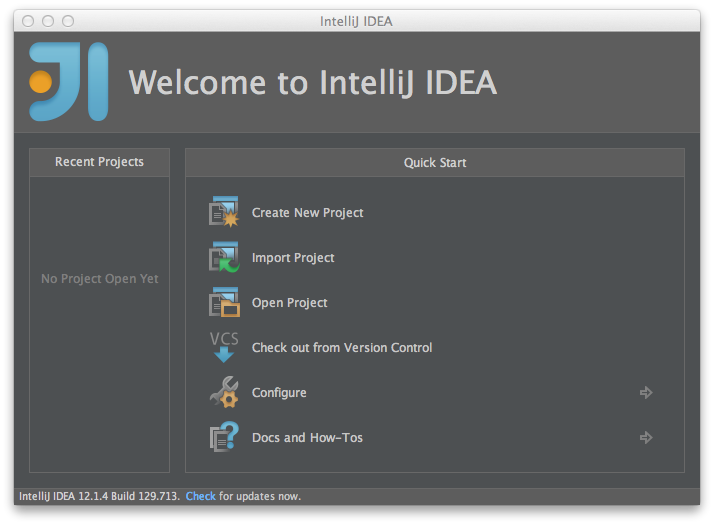 IntelliJ IDEA
JI
Welcome to IntelliJ IDEA
Recent Projects
No Project Open Yet
Quick Start
Create New Project
Import Project
Open Project
VCS
Check out from Version Control
Configure
?
Docs and How-Tos
IntelliJ IDEA 12.1.4 Build 129.713. Check for updates now.